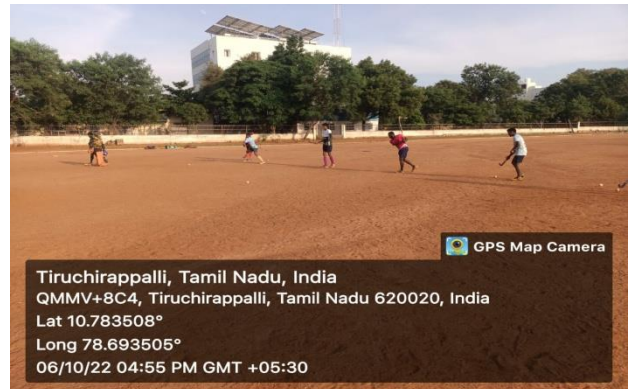 GPS Map Camera
Tiruchirappalli, Tamil Nadu, India
QMMV+8C4, Tiruchirappalli, Tamil Nadu 620020, India
Lat 10.783508°
Long 78.693505°
06/10/22 04:55 PM GMT +05:30